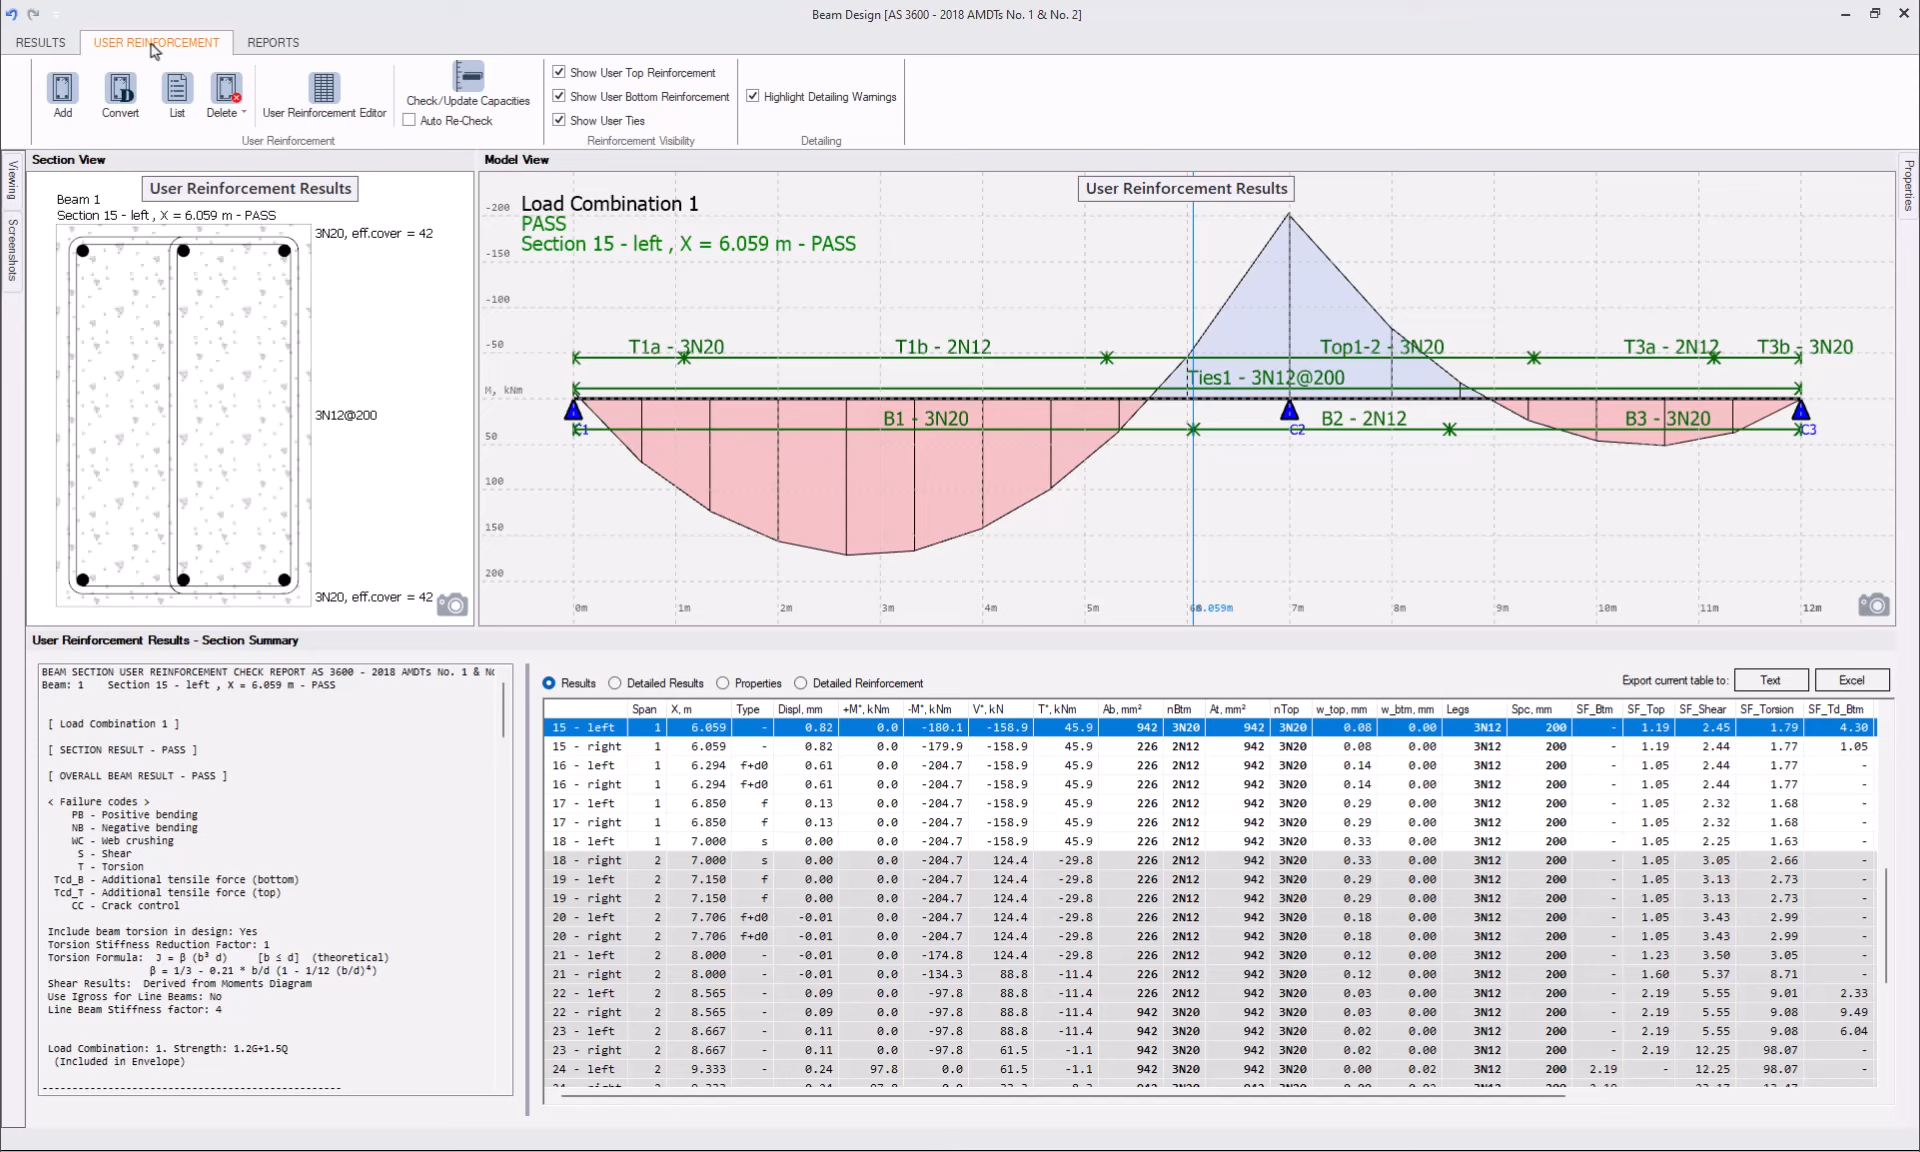 Beam Design [AS 3600 - 2018 AMDTs No. 1 & No. 2]
RESULTS USER REINFORCEMENT REPORTS
Add Convert List Delete User Reinforcement Editor
User Reinforcement
Check/Update Capacities
Auto Re-Check
Show User Top Reinforcement
Show User Bottom Reinforcement
Show User Ties
Reinforcement Visibility
Highlight Detailing Warnings
Detailing
Viewing
Screenshots
Properties
Section View
User Reinforcement Results
Beam 1
Section 15 - left , X = 6.059 m - PASS
3N20, eff.cover = 42
3N12@200
3N20, eff.cover = 42
Model View
User Reinforcement Results
Load Combination 1
PASS
Section 15 - left , X = 6.059 m - PASS
-200
-150
-100
-50
M, kNm
50
100
150
200
T1a - 3N20 T1b - 2N12 Top1-2 - 3N20 T3a - 2N12 T3b - 3N20
Ties1 - 3N12@200
B1 - 3N20 B2 - 2N12 B3 - 3N20
C1 C2 C3
0m 1m 2m 3m 4m 5m 6.059m 7m 8m 9m 10m 11m 12m
User Reinforcement Results - Section Summary
BEAM SECTION USER REINFORCEMENT CHECK REPORT AS 3600 - 2018 AMDTs No. 1 &
Beam: 1 Section 15 - left , X = 6.059 m - PASS
[ Load Combination 1 ]
[ SECTION RESULT - PASS ]
[ OVERALL BEAM RESULT - PASS ]
< Failure codes >
PB - Positive bending
NB - Negative bending
WC - Web crushing
S - Shear
T - Torsion
Tcd_B - Additional tensile force (bottom)
Tcd_T - Additional tensile force (top)
CC - Crack control
Include beam torsion in design: Yes
Torsion Stiffness Reduction Factor: 1
Torsion Formula: J = β (b³ d) [b ≤ d] (theoretical)
β = 1/3 - 0.21 * b/d (1 - 1/12 (b/d)⁴)
Shear Results: Derived from Moments Diagram
Use Igross for Line Beams: No
Line Beam Stiffness factor: 4
Load Combination: 1. Strength: 1.2G+1.5Q
(Included in Envelope)
------------------------------------------------
Results Detailed Results Properties Detailed Reinforcement
Export current table to: Text Excel
Span X, m Type Displ, mm +M*, kNm -M*, kNm V*, kN T*, kNm Ab, mm² nBtm At, mm² nTop w_top, mm w_btm, mm Legs Spc, mm SF_Btm SF_Top SF_Shear SF_Torsion SF_Td_Btm
15 - left 1 6.059 - 0.82 0.0 -180.1 -158.9 45.9 942 3N20 942 3N20 0.08 0.00 3N12 200 - 1.19 2.45 1.79 4.30
15 - right 1 6.059 - 0.82 0.0 -179.9 -158.9 45.9 226 2N12 942 3N20 0.08 0.00 3N12 200 - 1.19 2.44 1.77 1.05
16 - left 1 6.294 f+d0 0.61 0.0 -204.7 -158.9 45.9 226 2N12 942 3N20 0.14 0.00 3N12 200 - 1.05 2.44 1.77 -
16 - right 1 6.294 f+d0 0.61 0.0 -204.7 -158.9 45.9 226 2N12 942 3N20 0.14 0.00 3N12 200 - 1.05 2.44 1.77 -
17 - left 1 6.850 f 0.13 0.0 -204.7 -158.9 45.9 226 2N12 942 3N20 0.29 0.00 3N12 200 - 1.05 2.32 1.68 -
17 - right 1 6.850 f 0.13 0.0 -204.7 -158.9 45.9 226 2N12 942 3N20 0.29 0.00 3N12 200 - 1.05 2.32 1.68 -
18 - left 1 7.000 s 0.00 0.0 -204.7 -158.9 45.9 226 2N12 942 3N20 0.33 0.00 3N12 200 - 1.05 2.25 1.63 -
18 - right 2 7.000 s 0.00 0.0 -204.7 124.4 -29.8 226 2N12 942 3N20 0.33 0.00 3N12 200 - 1.05 3.05 2.66 -
19 - left 2 7.150 f 0.00 0.0 -204.7 124.4 -29.8 226 2N12 942 3N20 0.29 0.00 3N12 200 - 1.05 3.13 2.73 -
19 - right 2 7.150 f 0.00 0.0 -204.7 124.4 -29.8 226 2N12 942 3N20 0.29 0.00 3N12 200 - 1.05 3.13 2.73 -
20 - left 2 7.706 f+d0 -0.01 0.0 -204.7 124.4 -29.8 226 2N12 942 3N20 0.18 0.00 3N12 200 - 1.05 3.43 2.99 -
20 - right 2 7.706 f+d0 -0.01 0.0 -204.7 124.4 -29.8 226 2N12 942 3N20 0.18 0.00 3N12 200 - 1.05 3.43 2.99 -
21 - left 2 8.000 - -0.01 0.0 -174.8 124.4 -29.8 226 2N12 942 3N20 0.12 0.00 3N12 200 - 1.23 3.50 3.05 -
21 - right 2 8.000 - -0.01 0.0 -134.3 88.8 -11.4 226 2N12 942 3N20 0.12 0.00 3N12 200 - 1.60 5.37 8.71 -
22 - left 2 8.565 - 0.09 0.0 -97.8 88.8 -11.4 226 2N12 942 3N20 0.03 0.00 3N12 200 - 2.19 5.55 9.01 2.33
22 - right 2 8.565 - 0.09 0.0 -97.8 88.8 -11.4 942 3N20 942 3N20 0.03 0.00 3N12 200 - 2.19 5.55 9.08 9.49
23 - left 2 8.667 - 0.11 0.0 -97.8 88.8 -11.4 942 3N20 942 3N20 0.02 0.00 3N12 200 - 2.19 5.55 9.08 6.04
23 - right 2 8.667 - 0.11 0.0 -97.8 61.5 -1.1 942 3N20 942 3N20 0.02 0.00 3N12 200 - 2.19 12.25 98.07 -
24 - left 2 9.333 - 0.24 97.8 0.0 61.5 -1.1 942 3N20 942 3N20 0.00 0.02 3N12 200 2.19 - 12.25 98.07 -